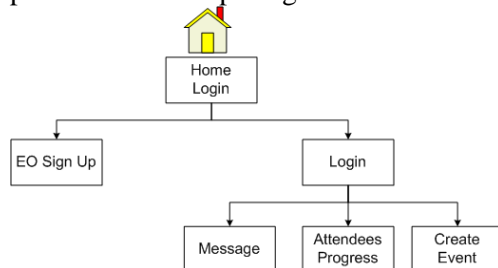 Home
Login
EO Sign Up
Login
Message
Attendees
Progress
Create
Event